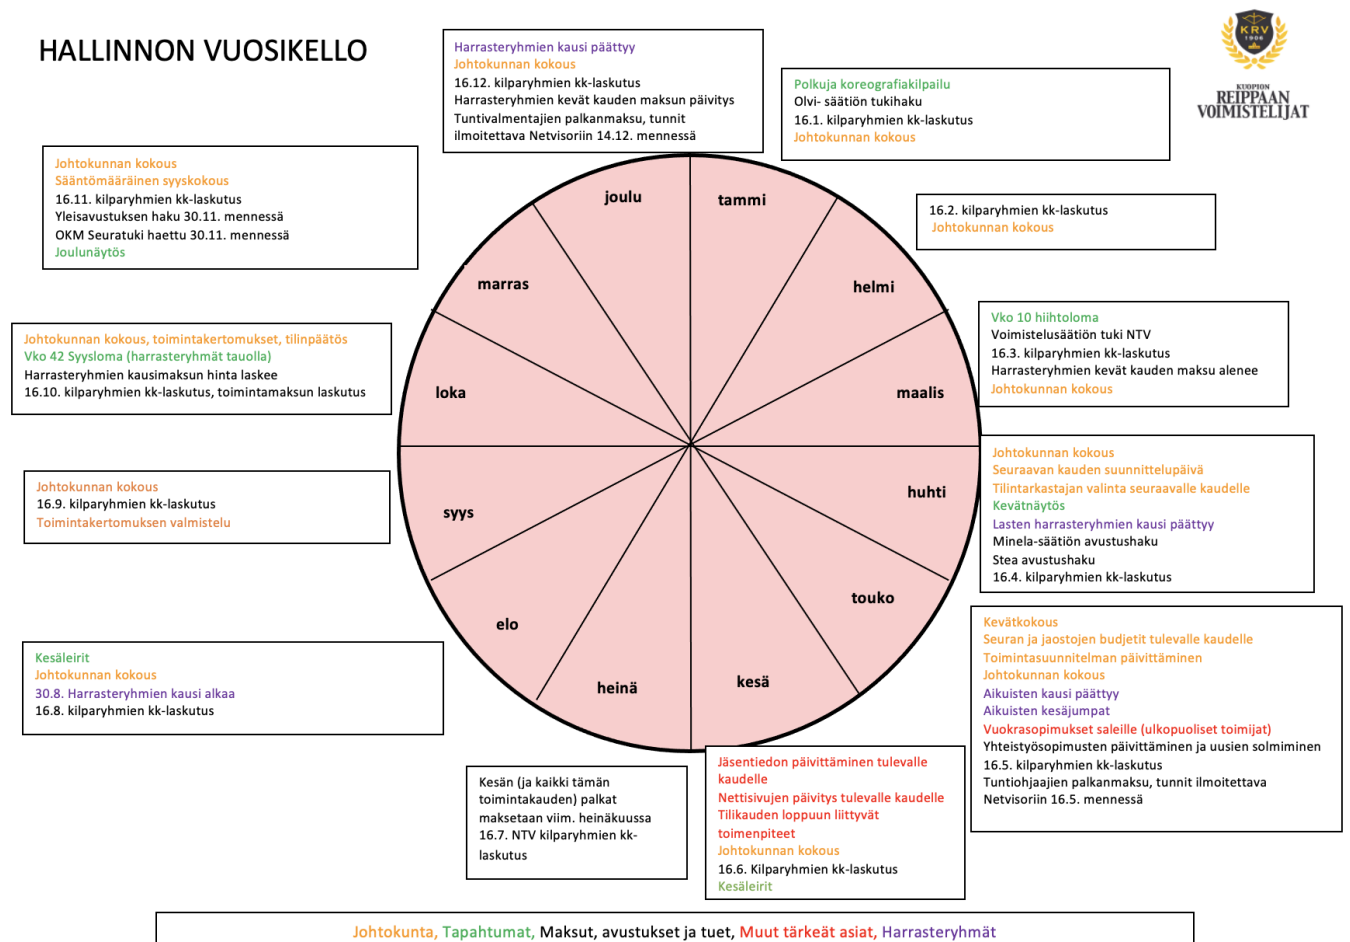 HALLINNON VUOSIKELLO
KRV
1906
KUOPION
REIPPAAN
VOIMISTELIJAT
Harrasteryhmien kausi päättyy
Johtokunnan kokous
16.12. kilparyhmien kk-laskutus
Harrasteryhmien kevät kauden maksun päivitys
Tuntivalmentajien palkanmaksu, tunnit
ilmoitettava Netvisoriin 14.12. mennessä
Polkuja koreografiakilpailu
Olvi- säätiön tukihaku
16.1. kilparyhmien kk-laskutus
Johtokunnan kokous
16.2. kilparyhmien kk-laskutus
Johtokunnan kokous
Vko 10 hiihtoloma
Voimistelusäätiön tuki NTV
16.3. kilparyhmien kk-laskutus
Harrasteryhmien kevät kauden maksu alenee
Johtokunnan kokous
Johtokunnan kokous
Seuraavan kauden suunnittelupäivä
Tilintarkastajan valinta seuraavalle kaudelle
Kevätnäytös
Lasten harrasteryhmien kausi päättyy
Minela-säätiön avustushaku
Stea avustushaku
16.4. kilparyhmien kk-laskutus
Kevätkokous
Seuran ja jaostojen budjetit tulevalle kaudelle
Toimintasuunnitelman päivittäminen
Johtokunnan kokous
Aikuisten kausi päättyy
Aikuisten kesäjumpat
Vuokrasopimukset saleille (ulkopuoliset toimijat)
Yhteistyösopimusten päivittäminen ja uusien solmiminen
16.5. kilparyhmien kk-laskutus
Tuntiohjaajien palkanmaksu, tunnit ilmoitettava
Netvisoriin 16.5. mennessä
Jäsentiedon päivittäminen tulevalle
kaudelle
Nettisivujen päivitys tulevalle kaudelle
Tilikauden loppuun liittyvät
toimenpiteet
Johtokunnan kokous
16.6. Kilparyhmien kk-laskutus
Kesäleirit
Kesän (ja kaikki tämän
toimintakauden) palkat
maksetaan viim. heinäkuussa
16.7. NTV kilparyhmien kk-
laskutus
Kesäleirit
Johtokunnan kokous
30.8. Harrasteryhmien kausi alkaa
16.8. kilparyhmien kk-laskutus
Johtokunnan kokous
16.9. kilparyhmien kk-laskutus
Toimintakertomuksen valmistelu
Johtokunnan kokous, toimintakertomukset, tilinpäätös
Vko 42 Syysloma (harrasteryhmät tauolla)
Harrasteryhmien kausimaksun hinta laskee
16.10. kilparyhmien kk-laskutus, toimintamaksun laskutus
Johtokunnan kokous
Sääntömääräinen syyskokous
16.11. kilparyhmien kk-laskutus
Yleisavustuksen haku 30.11. mennessä
OKM Seuratuki haettu 30.11. mennessä
Joulunäytös
tammi
helmi
maalis
huhti
touko
kesä
heinä
elo
syys
loka
marras
joulu
Johtokunta, Tapahtumat, Maksut, avustukset ja tuet, Muut tärkeät asiat, Harrasteryhmät